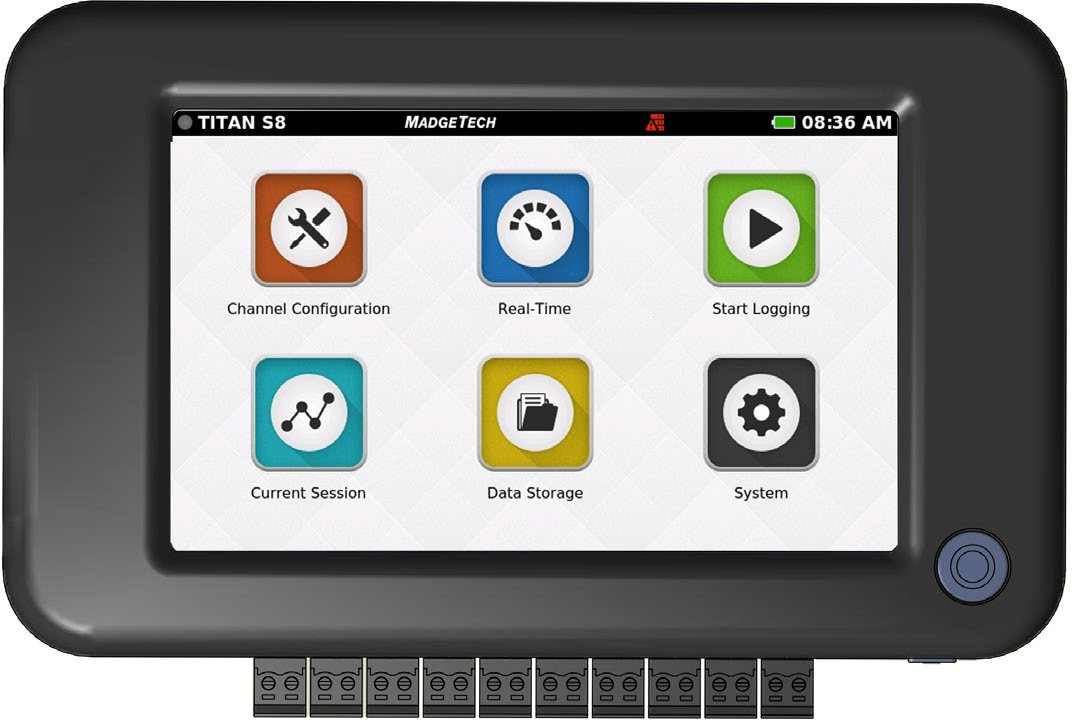 TITAN S8 MADGETECH 08:36 AM
Channel Configuration Real-Time Start Logging
Current Session Data Storage System